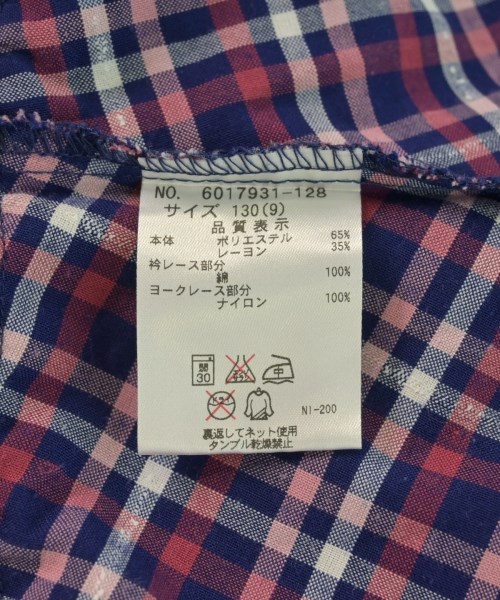 NO. 6017931-128
サイズ 130(9)
品質表示
本体 ポリエステル 65%
レーヨン 35%
衿レース部分
綿 100%
ヨークレース部分
ナイロン 100%
30 中
NI-200
裏返してネット使用
タンブル乾燥禁止